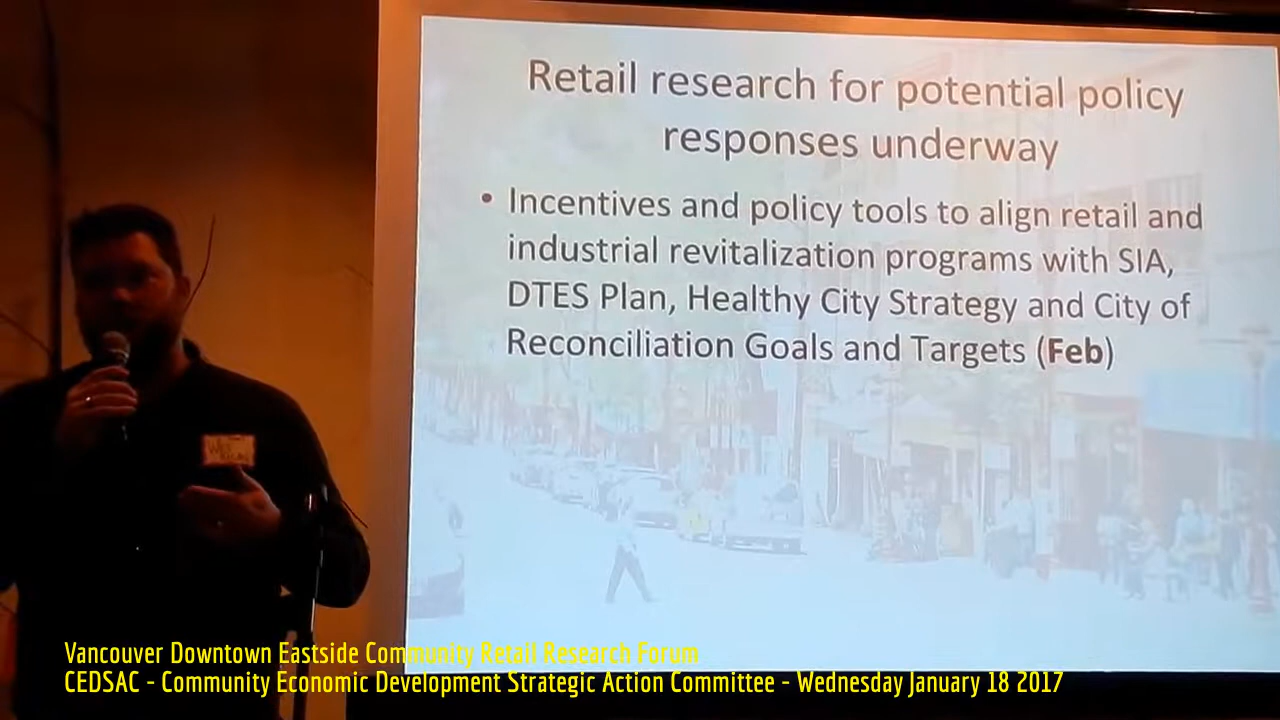 Retail research for potential policy
responses underway
• Incentives and policy tools to align retail and
industrial revitalization programs with SIA,
DTES Plan, Healthy City Strategy and City of
Reconciliation Goals and Targets (Feb)
Vancouver Downtown Eastside Community Retail Research Forum
CEDSAC - Community Economic Development Strategic Action Committee - Wednesday January 18 2017